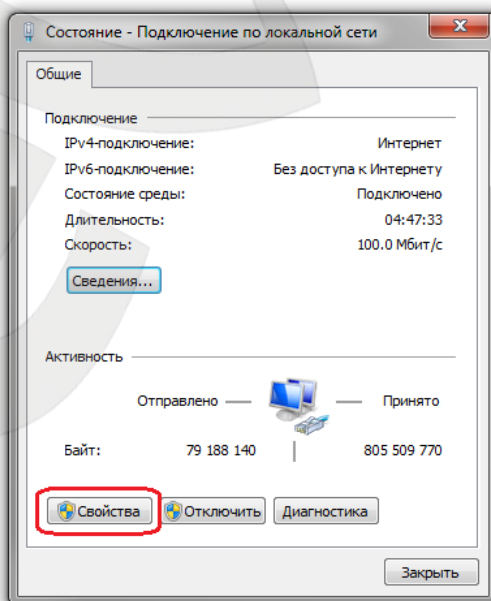 Состояние - Подключение по локальной сети
Общие
Подключение
IPv4-подключение: Интернет
IPv6-подключение: Без доступа к Интернету
Состояние среды: Подключено
Длительность: 04:47:33
Скорость: 100.0 Мбит/с
Сведения...
Активность
Отправлено — — Принято
Байт: 79 188 140 | 805 509 770
Свойства Отключить Диагностика
Закрыть